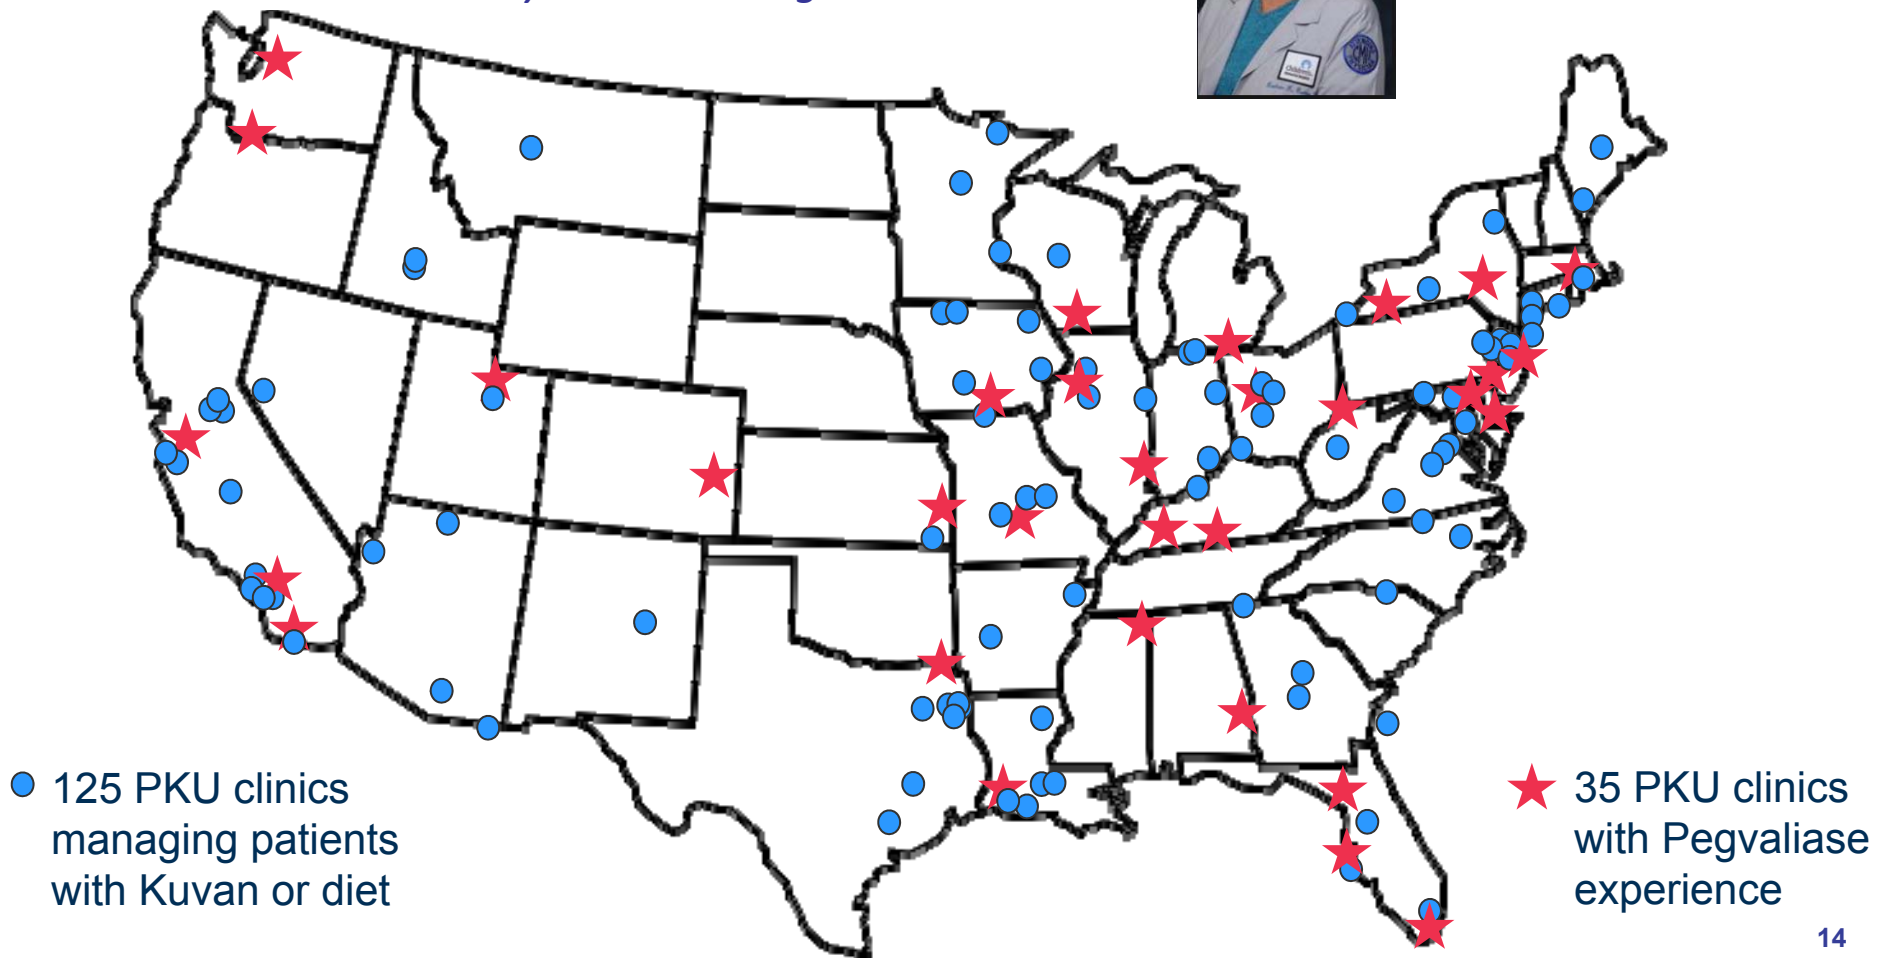 125 PKU clinics
managing patients
with Kuvan or diet
35 PKU clinics
with Pegvaliase
experience
14